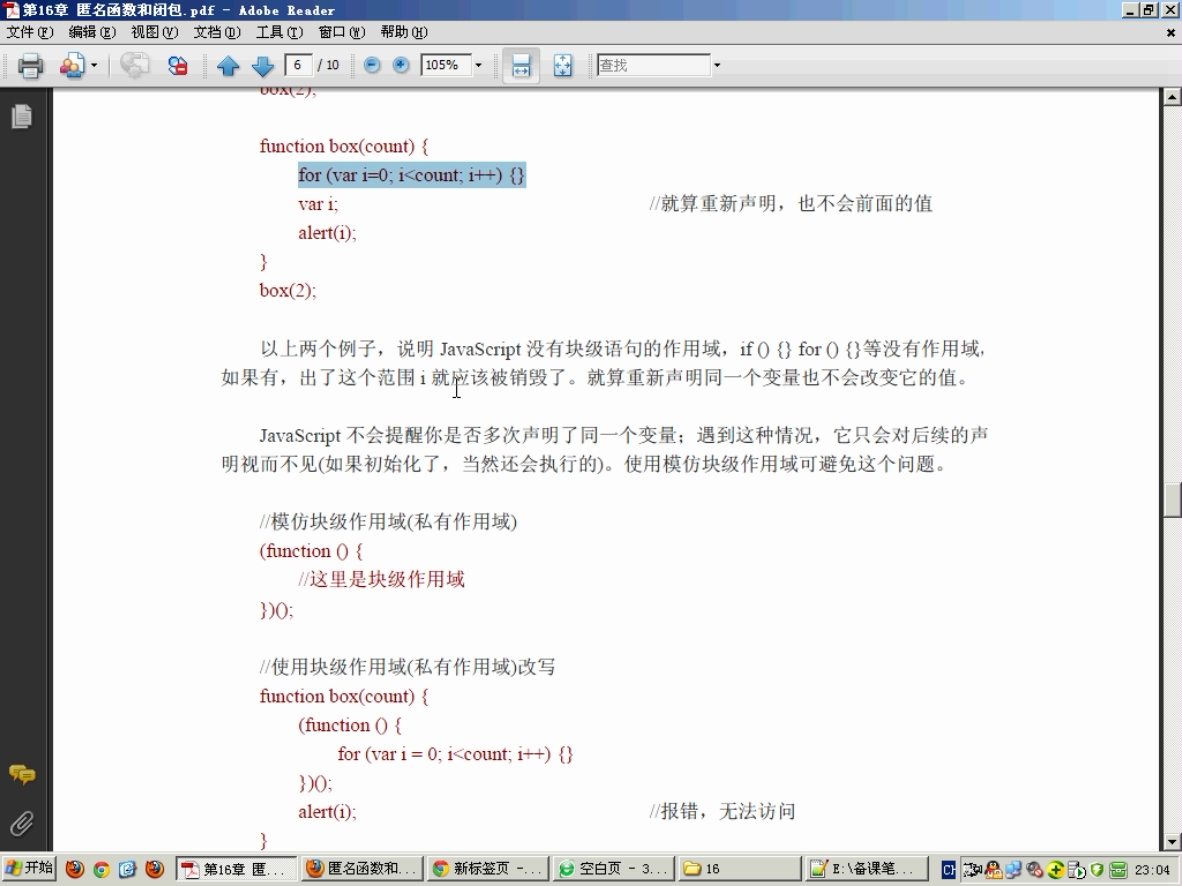 第16章 匿名函数和闭包.pdf - Adobe Reader
文件(F) 编辑(E) 视图(V) 文档(D) 工具(T) 窗口(W) 帮助(H)
6 / 10 105% 查找
box(2);
function box(count) {
for (var i=0; i<count; i++) {}
var i; //就算重新声明，也不会前面的值
alert(i);
}
box(2);
以上两个例子，说明 JavaScript 没有块级语句的作用域，if () {} for () {}等没有作用域，
如果有，出了这个范围 i 就应该被销毁了。就算重新声明同一个变量也不会改变它的值。
JavaScript 不会提醒你是否多次声明了同一个变量；遇到这种情况，它只会对后续的声
明视而不见(如果初始化了，当然还会执行的)。使用模仿块级作用域可避免这个问题。
//模仿块级作用域(私有作用域)
(function () {
//这里是块级作用域
})();
//使用块级作用域(私有作用域)改写
function box(count) {
(function () {
for (var i = 0; i<count; i++) {}
})();
alert(i); //报错，无法访问
}
开始 第16章 匿... 匿名函数和... 新标签页 -... 空白页 - 3... 16 E:\备课笔... CH 23:04